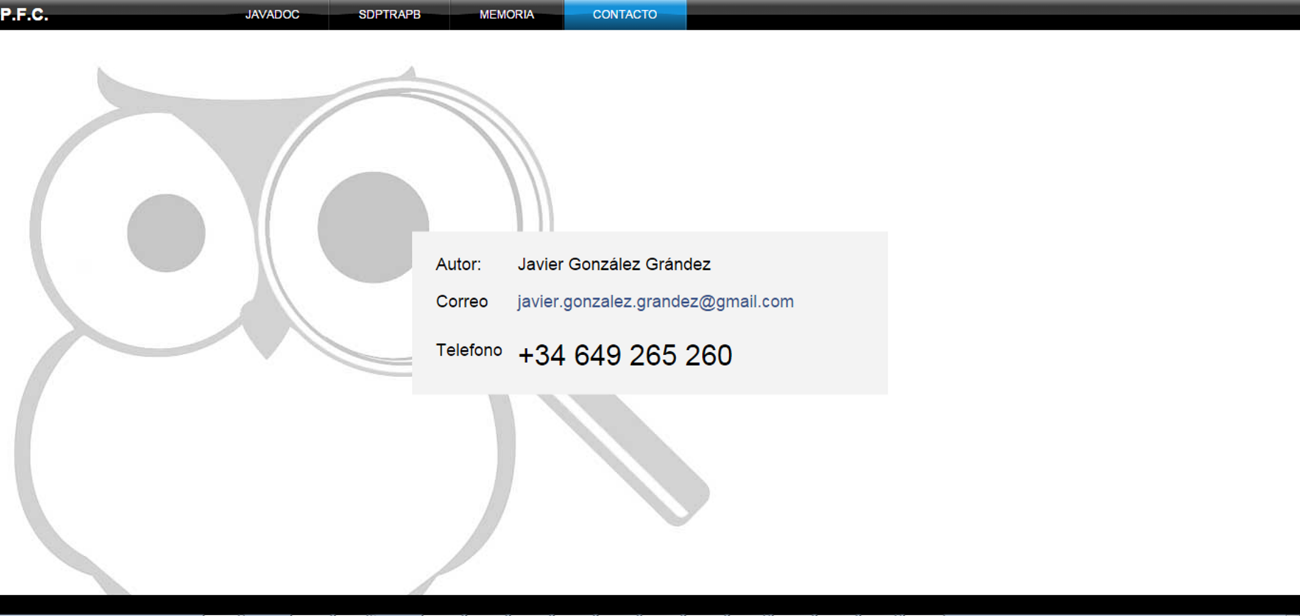 P.F.C. JAVADOC SDPTRAPB MEMORIA CONTACTO
Autor: Javier González Grández
Correo javier.gonzalez.grandez@gmail.com
Telefono +34 649 265 260